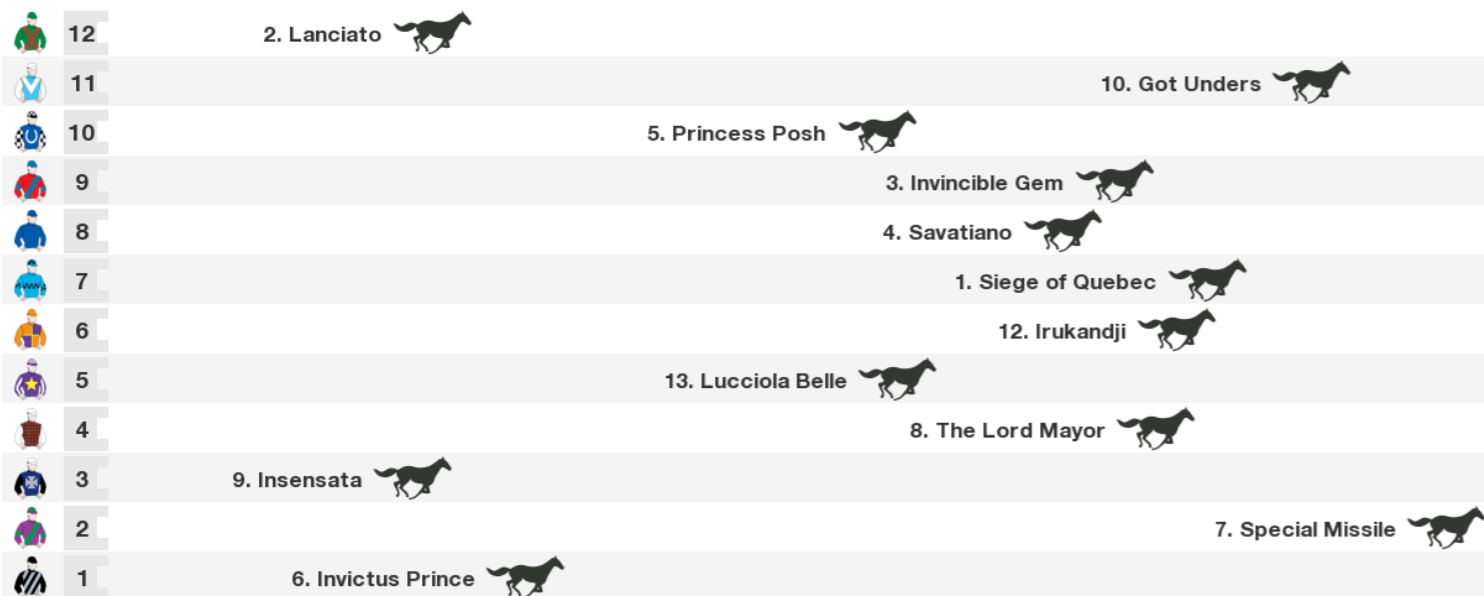 12 2. Lanciato
11 10. Got Unders
10 5. Princess Posh
9 3. Invincible Gem
8 4. Savatiano
7 1. Siege of Quebec
6 12. Irukandji
5 13. Lucciola Belle
4 8. The Lord Mayor
3 9. Insensata
2 7. Special Missile
1 6. Invictus Prince